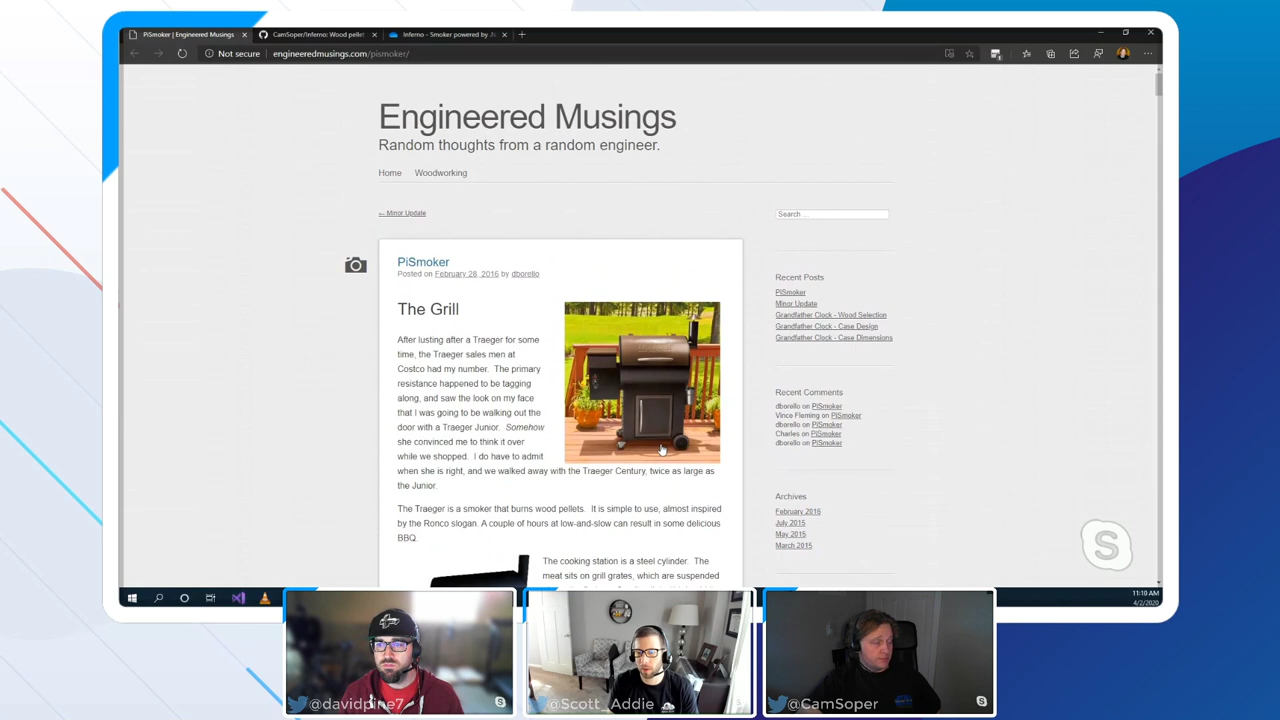 PiSmoker | Engineered Musings
CamSoper/Inferno: Wood pellet
Inferno - Smoker powered by .N
Not secure
engineeredmusings.com/pismoker/
Engineered Musings
Random thoughts from a random engineer.
Home
Woodworking
← Minor Update
Search …
PiSmoker
Posted on February 28, 2016 by dborello
The Grill
After lusting after a Traeger for some
time, the Traeger sales men at
Costco had my number. The primary
resistance happened to be tagging
along, and saw the look on my face
that I was going to be walking out the
door with a Traeger Junior. Somehow
she convinced me to think it over
while we shopped. I do have to admit
when she is right, and we walked away with the Traeger Century, twice as large as
the Junior.
The Traeger is a smoker that burns wood pellets. It is simple to use, almost inspired
by the Ronco slogan. A couple of hours at low-and-slow can result in some delicious
BBQ.
The cooking station is a steel cylinder. The
meat sits on grill grates, which are suspended
Recent Posts
PiSmoker
Minor Update
Grandfather Clock - Wood Selection
Grandfather Clock - Case Design
Grandfather Clock - Case Dimensions
Recent Comments
dborello on PiSmoker
Vince Fleming on PiSmoker
dborello on PiSmoker
Charles on PiSmoker
dborello on PiSmoker
Archives
February 2016
July 2015
May 2015
March 2015
S
11:10 AM
4/2/2020
@davidpine7
@Scott_Addie
@CamSoper